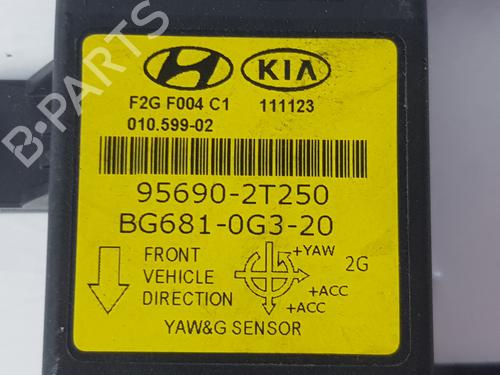 B-PARTS
KIA
F2G F004 C1 111123
010.599-02
95690-2T250
BG681-0G3-20
FRONT
VEHICLE
DIRECTION
+YAW
2G
+ACC
+ACC
YAW&G SENSOR